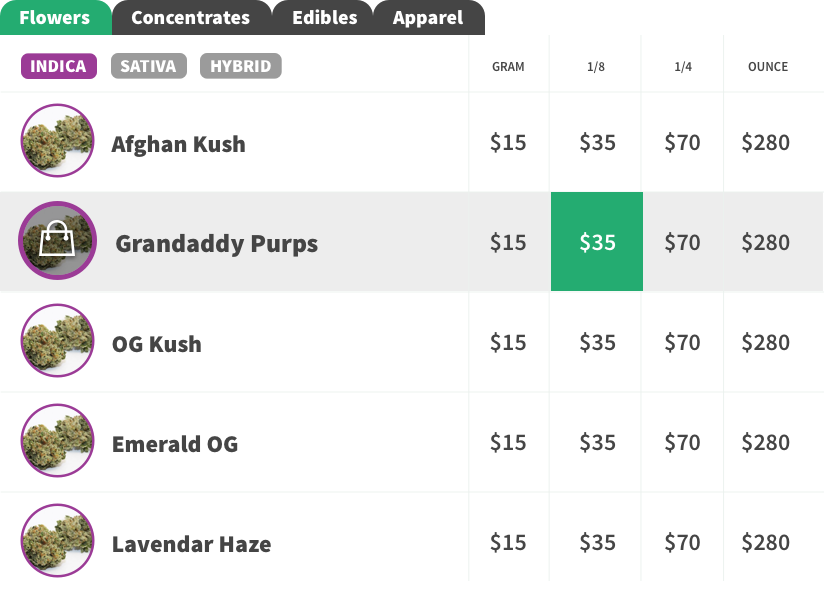 Flowers Concentrates Edibles Apparel
INDICA SATIVA HYBRID GRAM 1/8 1/4 OUNCE
Afghan Kush $15 $35 $70 $280
Grandaddy Purps $15 $35 $70 $280
OG Kush $15 $35 $70 $280
Emerald OG $15 $35 $70 $280
Lavendar Haze $15 $35 $70 $280